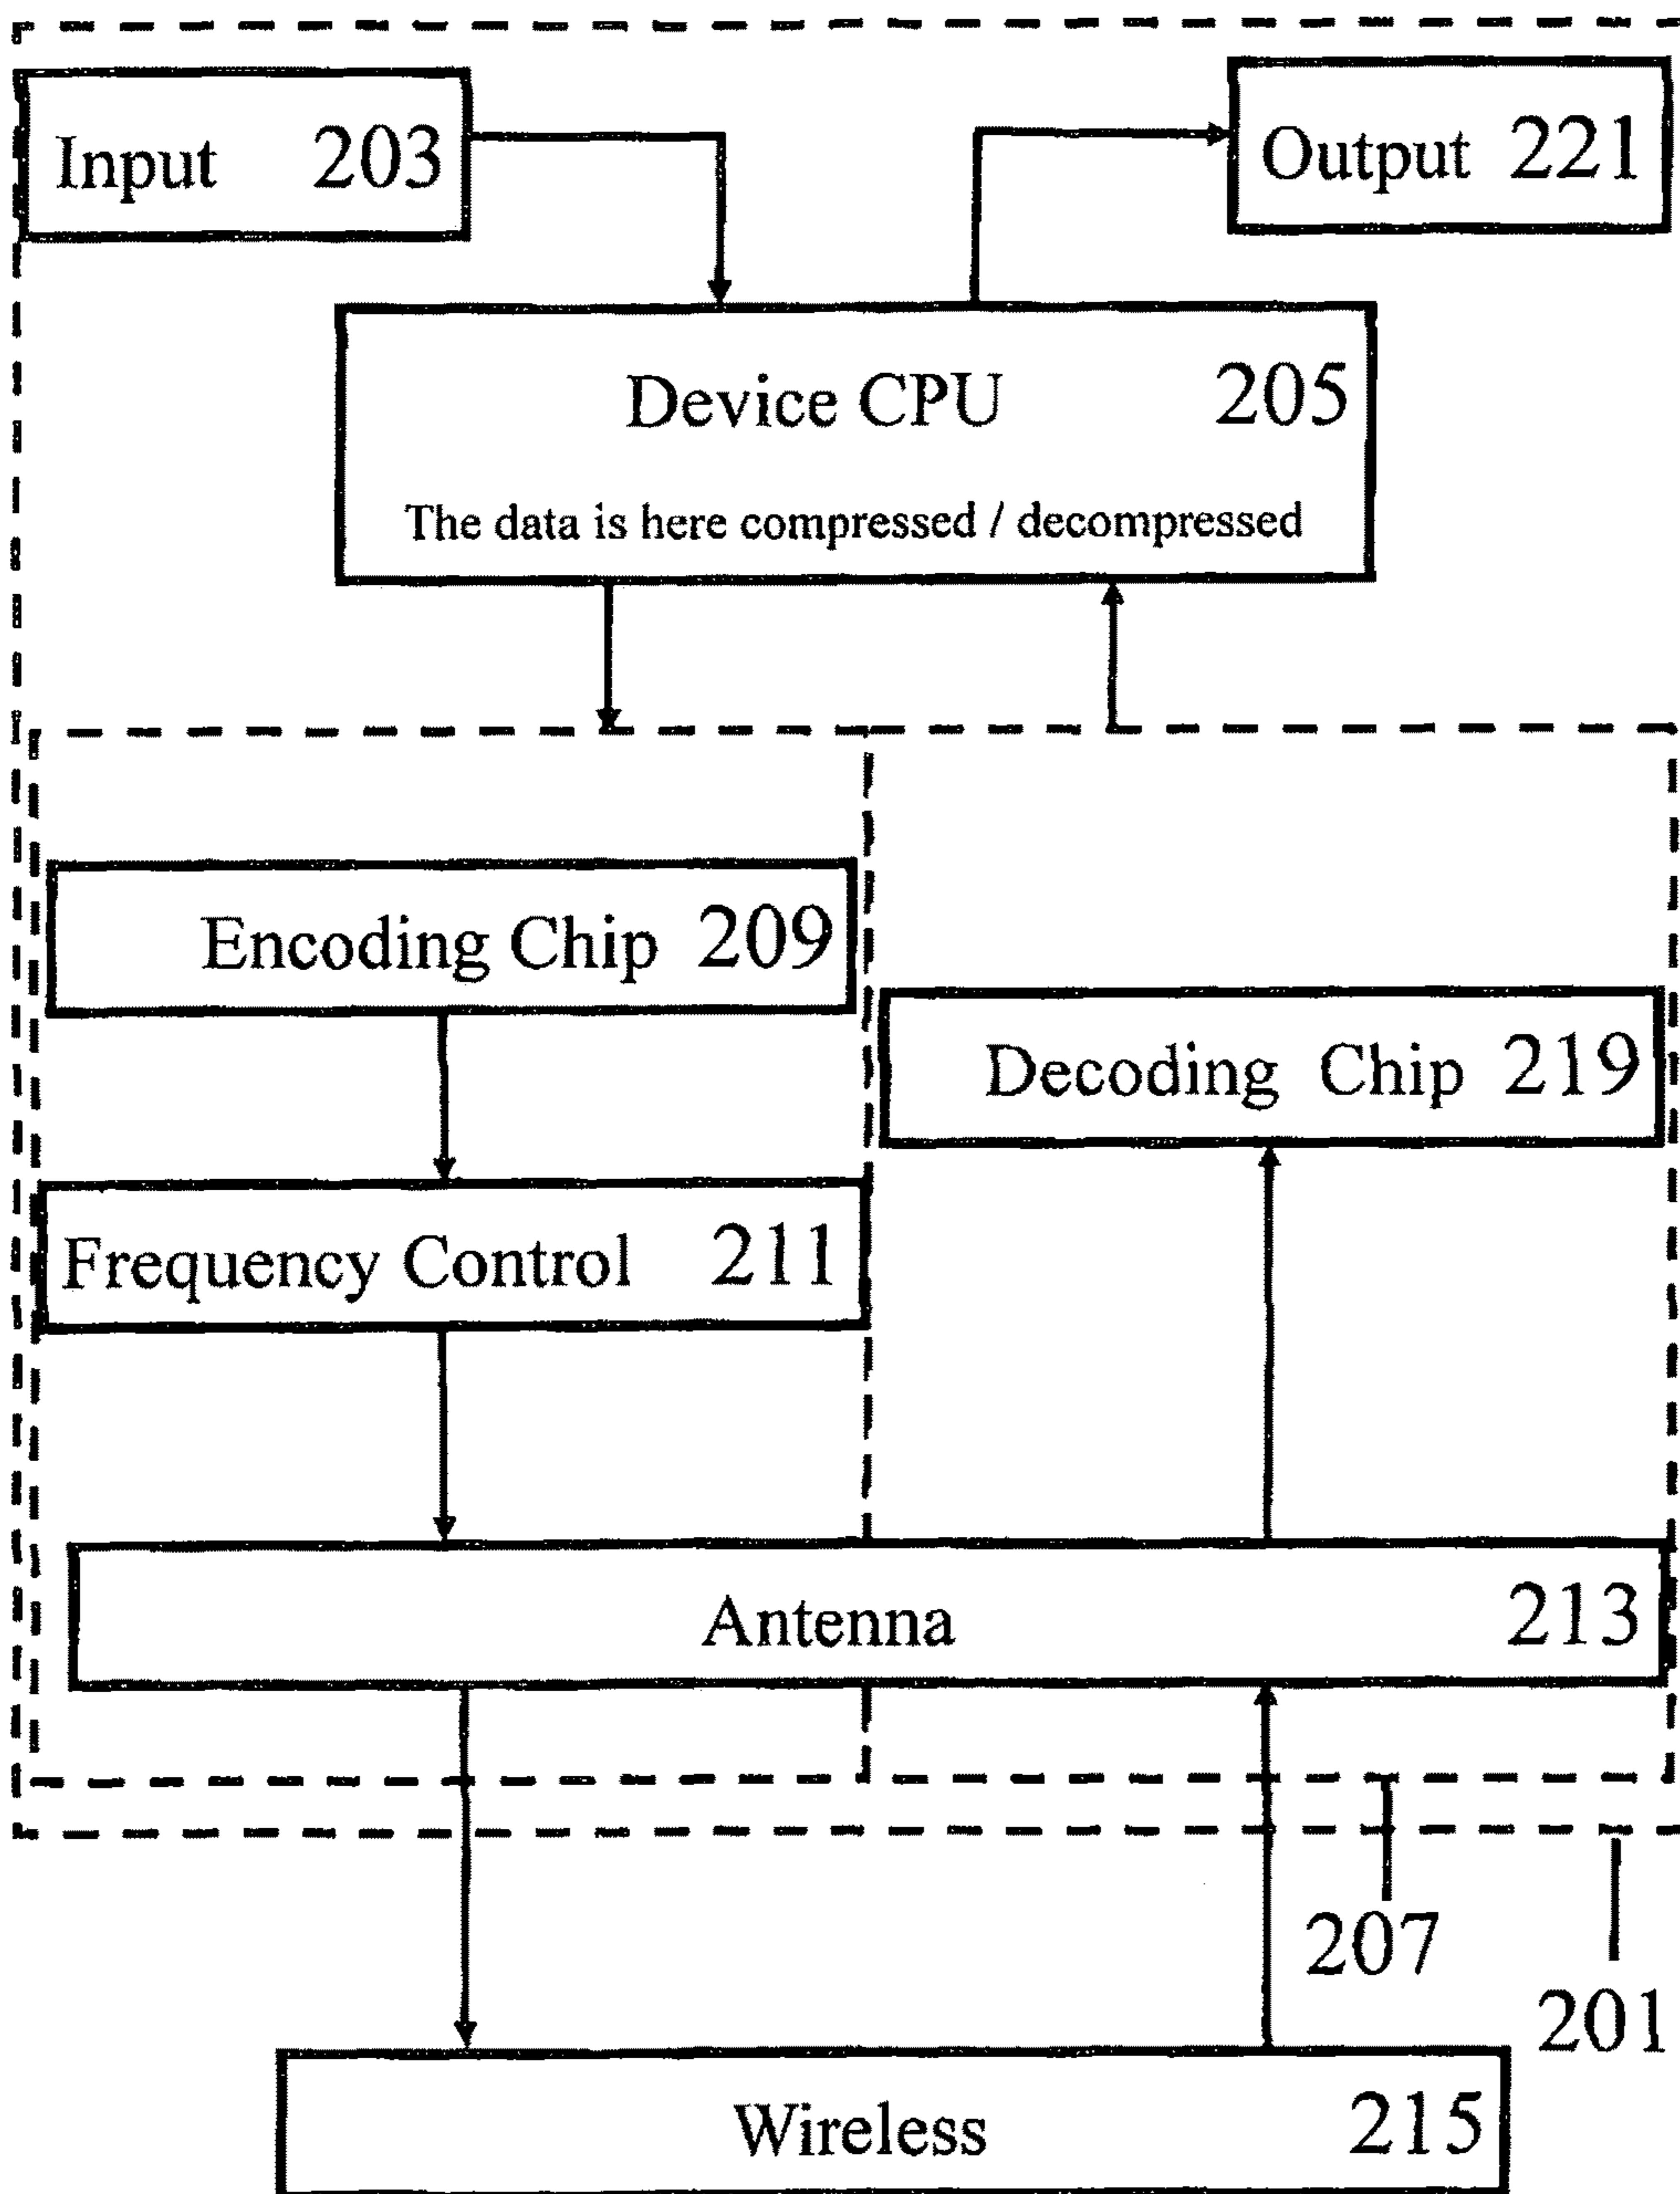 Input 203
Output 221
Device CPU 205
The data is here compressed / decompressed
Encoding Chip 209
Decoding Chip 219
Frequency Control 211
Antenna 213
207
201
Wireless 215